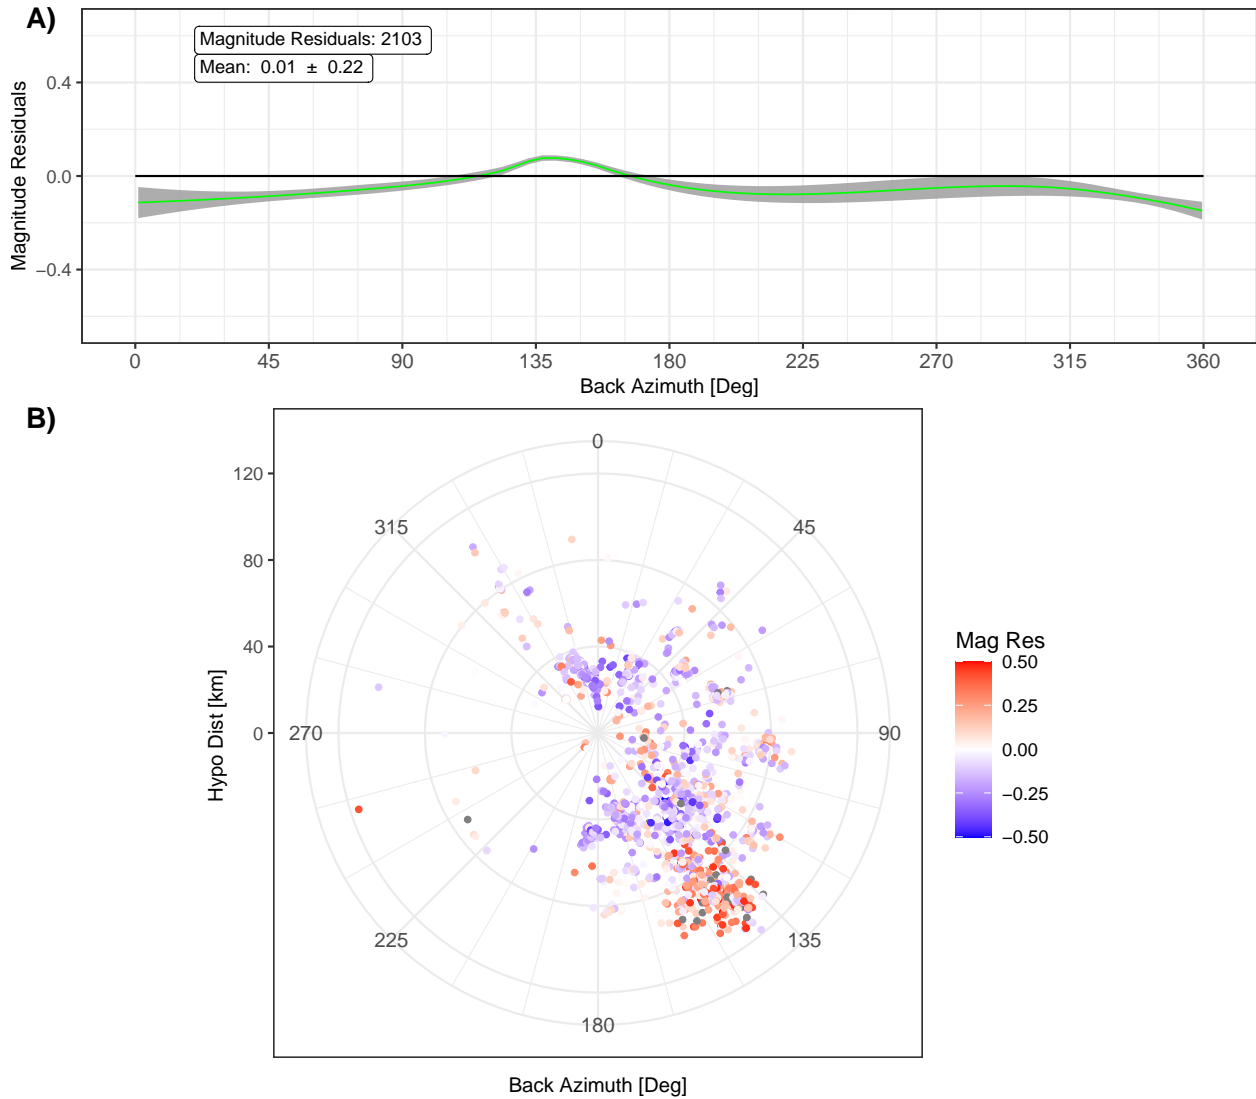 A)
Magnitude Residuals: 2103
Mean:  0.01  ±  0.22
0.4
0.0
−0.4
Magnitude Residuals
0 45 90 135 180 225 270 315 360
Back Azimuth [Deg]
B)
0
45
90
135
180
225
270
315
120
80
40
0
Hypo Dist [km]
Back Azimuth [Deg]
Mag Res
0.50
0.25
0.00
−0.25
−0.50